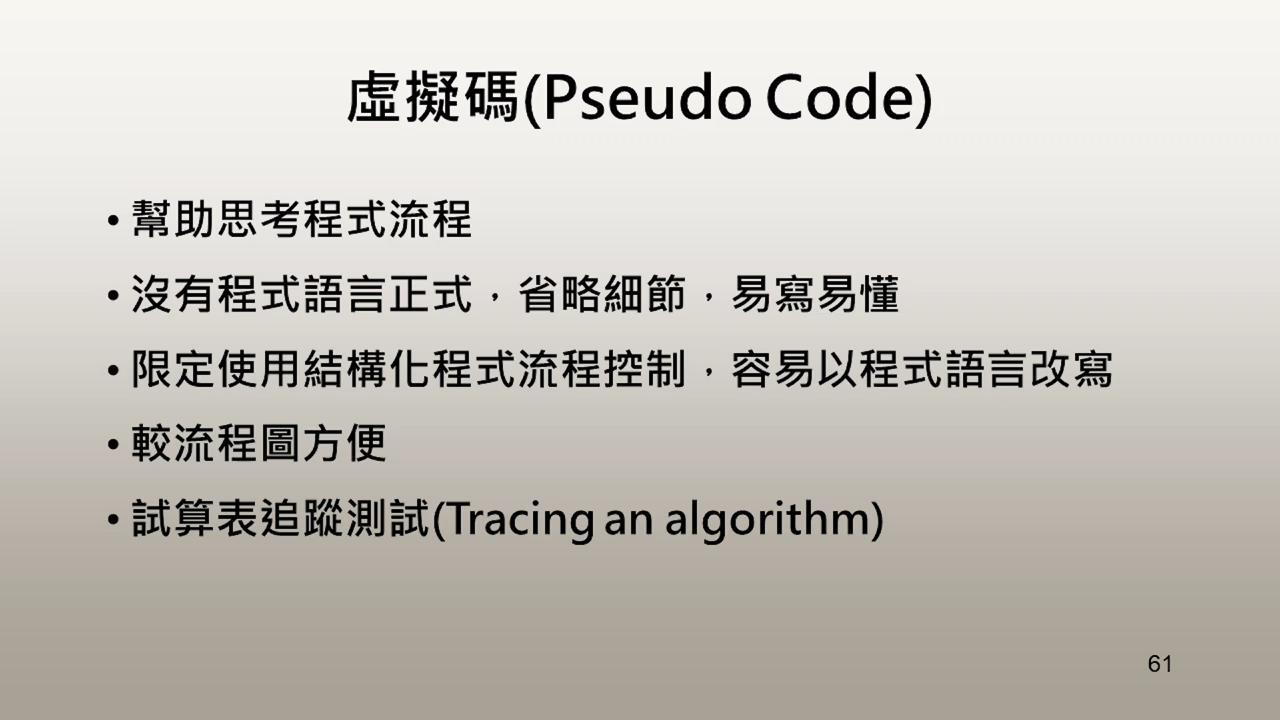 虛擬碼(Pseudo Code)
• 幫助思考程式流程
• 沒有程式語言正式，省略細節，易寫易懂
• 限定使用結構化程式流程控制，容易以程式語言改寫
• 較流程圖方便
• 試算表追蹤測試(Tracing an algorithm)
61